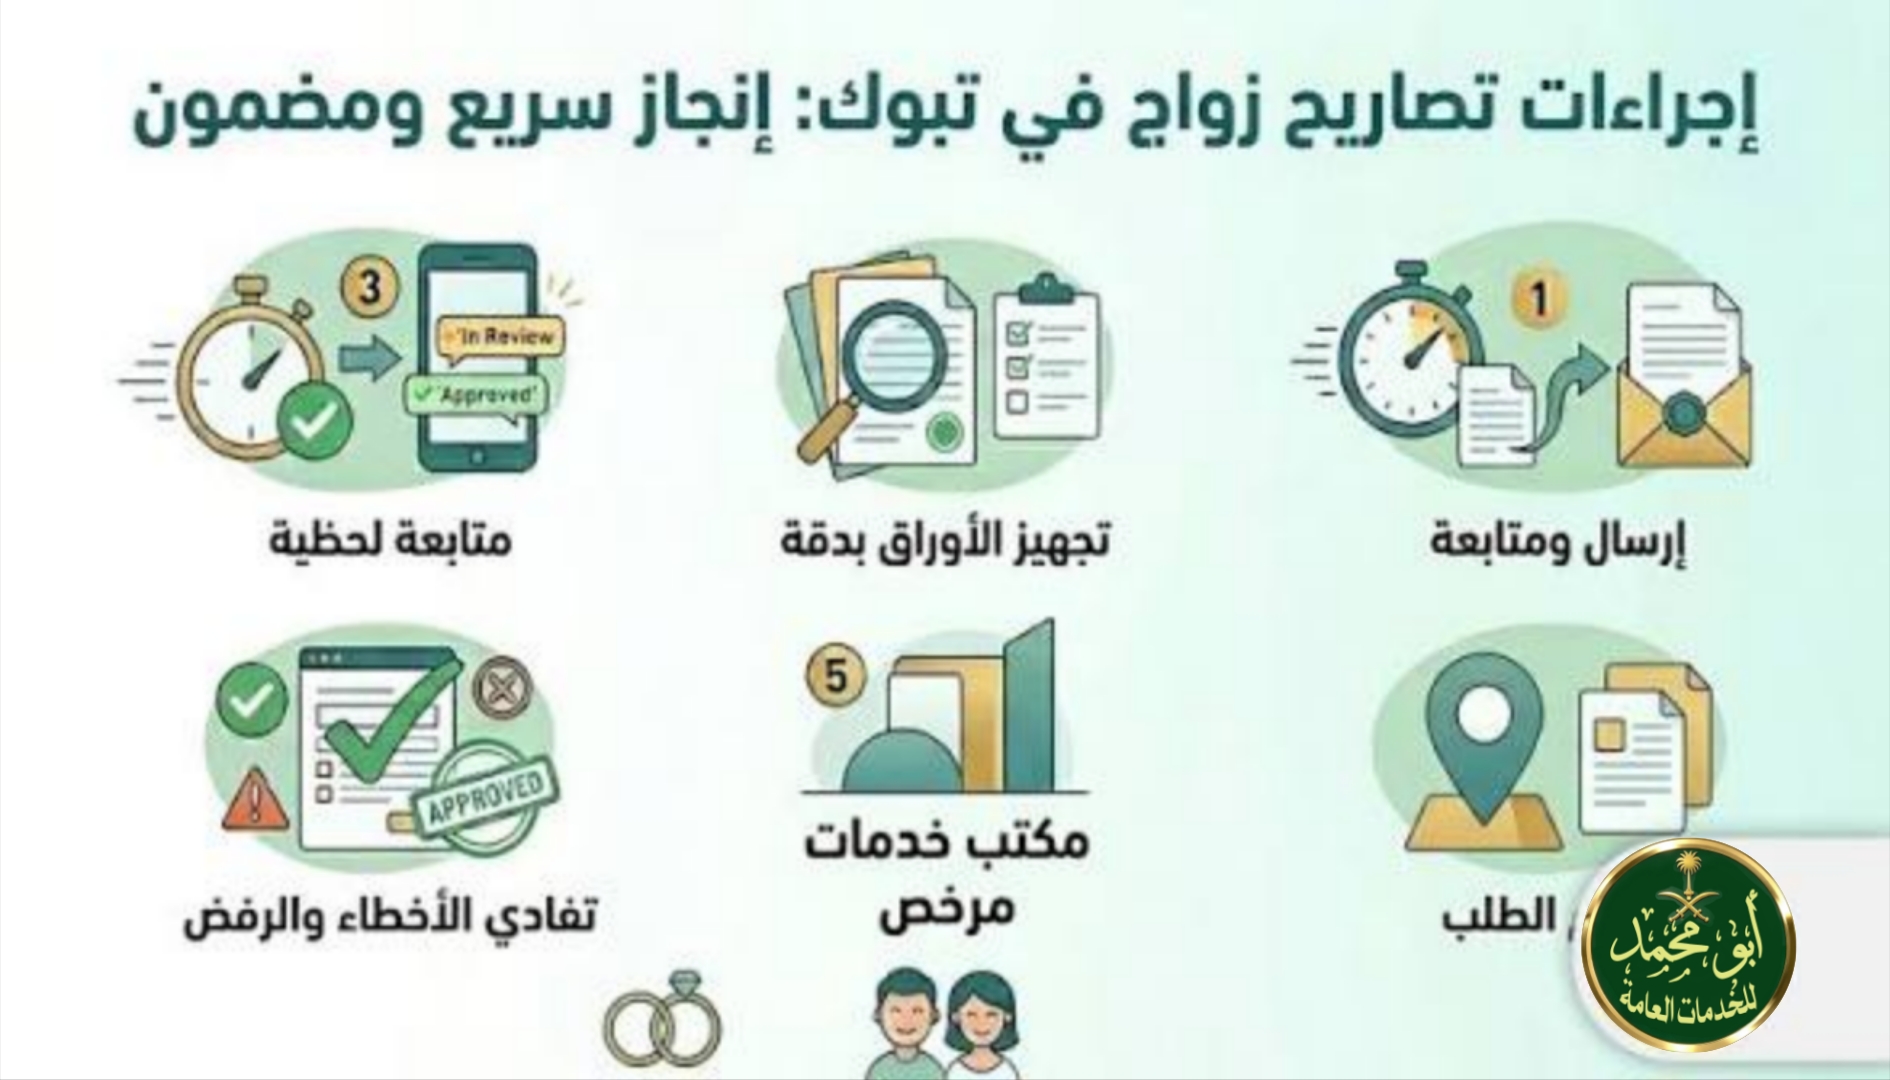 إجراءات تصاريح زواج في تبوك: إنجاز سريع ومضمون
1
إرسال ومتابعة
تجهيز الأوراق بدقة
3
'In Review
'Approved'
متابعة لحظية
الطلب
5
مكتب خدمات
مرخص
APPROVED
تفادي الأخطاء والرفض
أبو محمد
للخدمات العامة